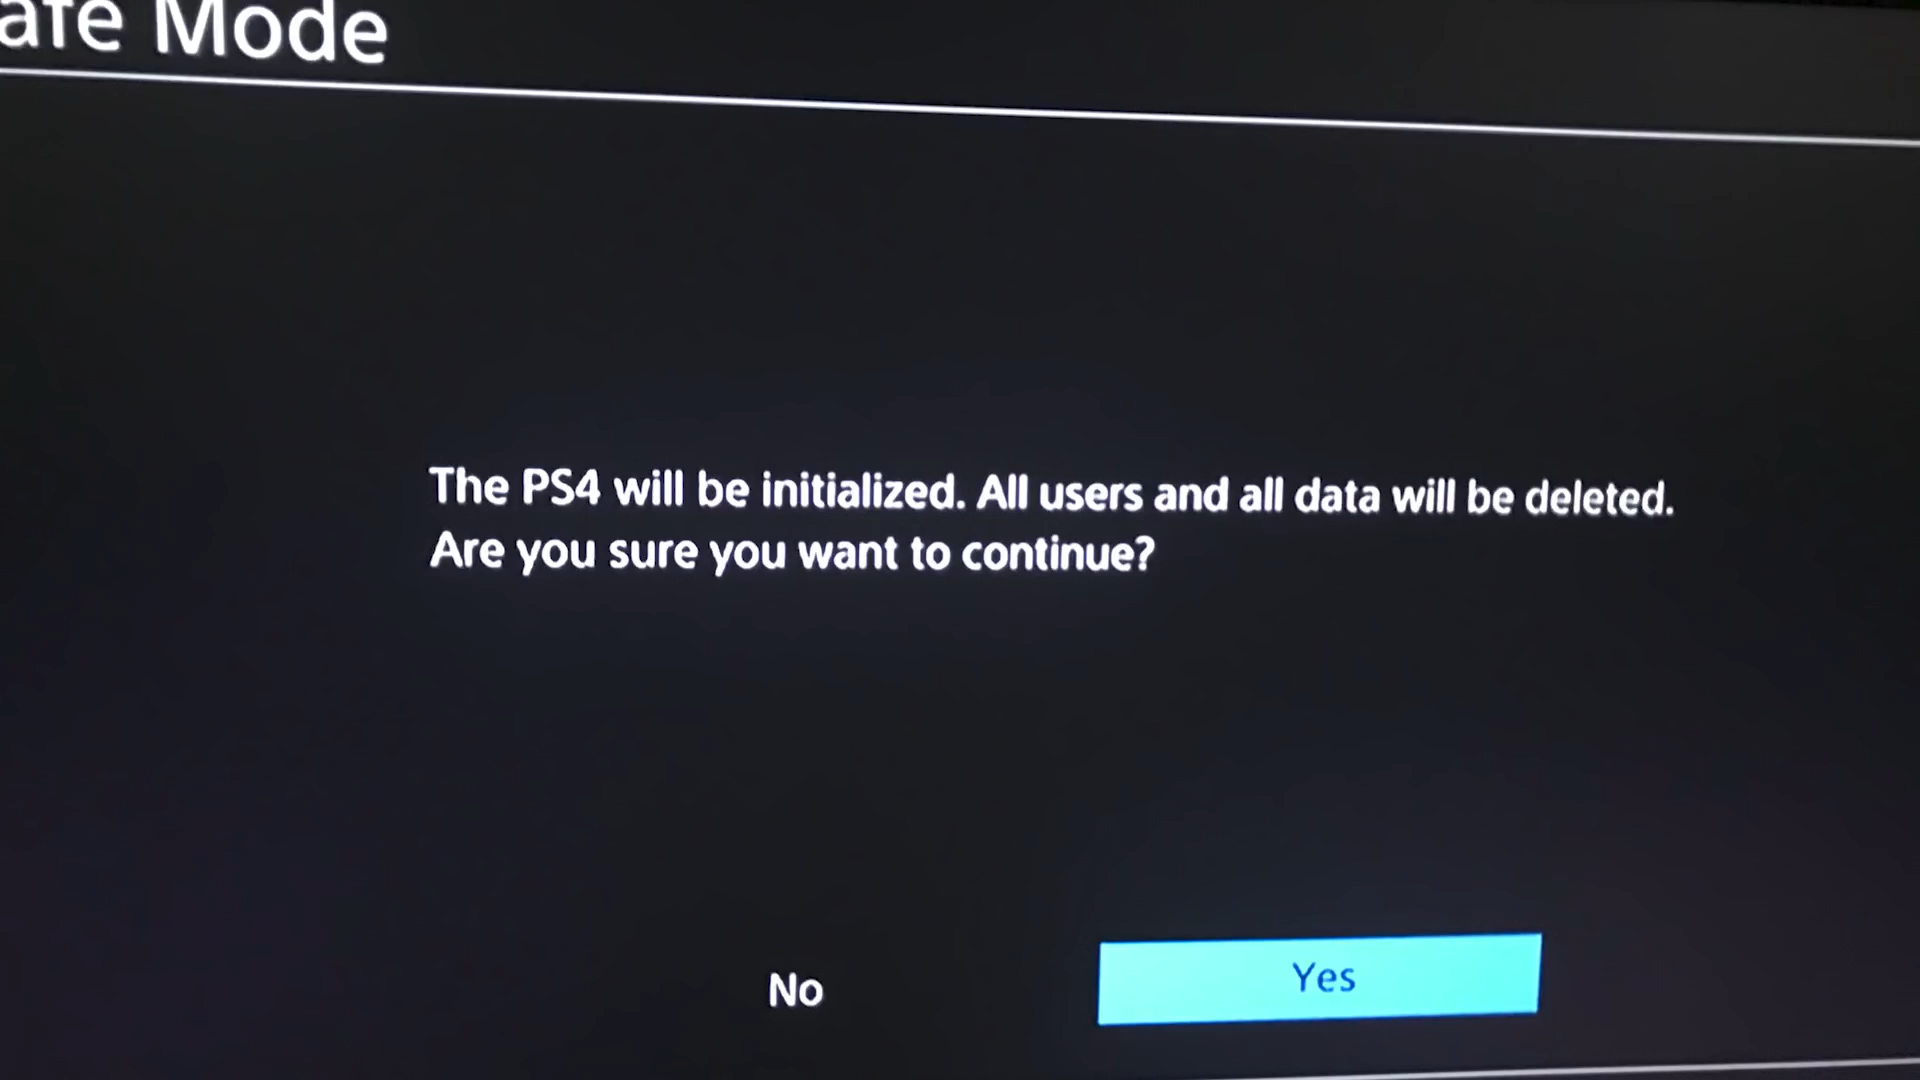 afe Mode
The PS4 will be initialized. All users and all data will be deleted.
Are you sure you want to continue?
No
Yes